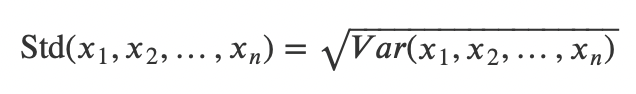 Std(x₁, x₂, . . . , xₙ) = √Var(x₁, x₂, . . . , xₙ)